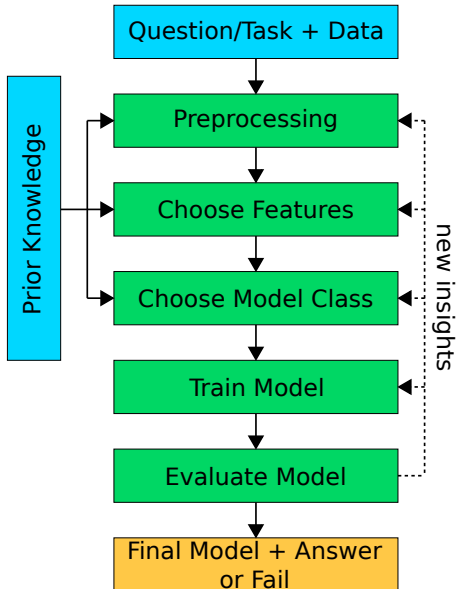 Question/Task + Data
Prior Knowledge
Preprocessing
Choose Features
Choose Model Class
Train Model
Evaluate Model
new insights
Final Model + Answer
or Fail